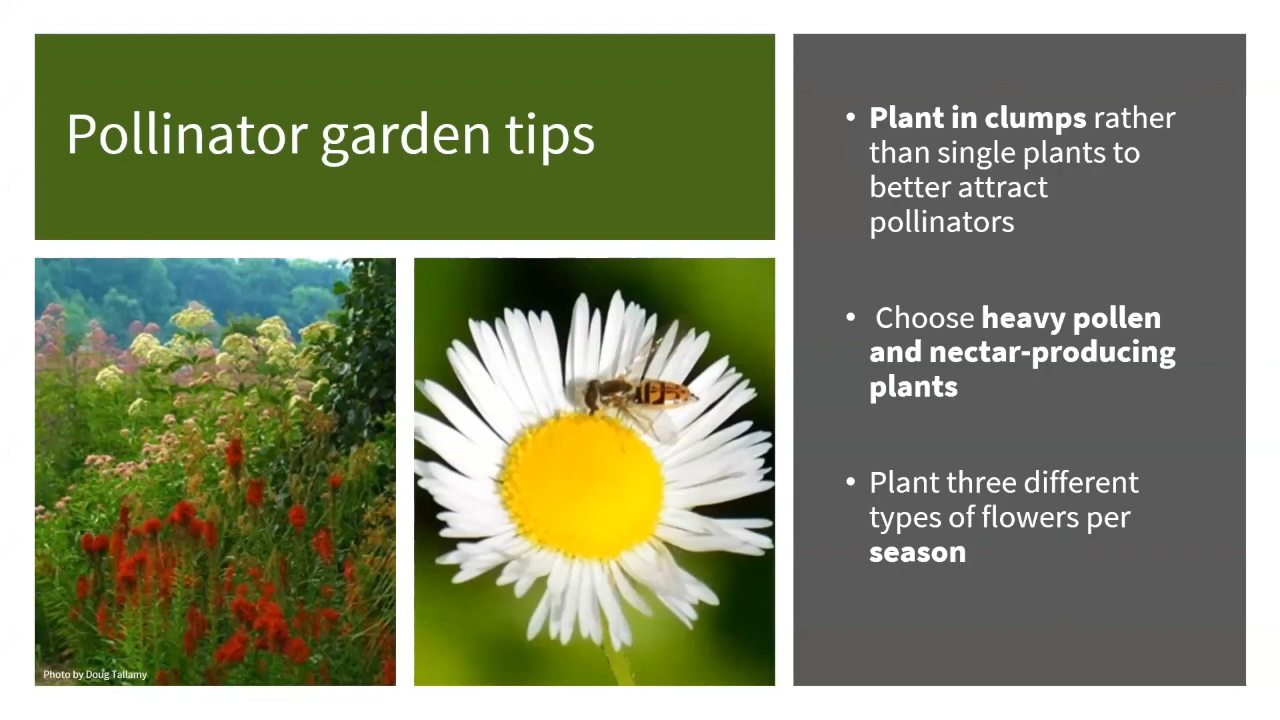 Pollinator garden tips
• Plant in clumps rather
than single plants to
better attract
pollinators
• Choose heavy pollen
and nectar-producing
plants
• Plant three different
types of flowers per
season
Photo by Doug Tallamy